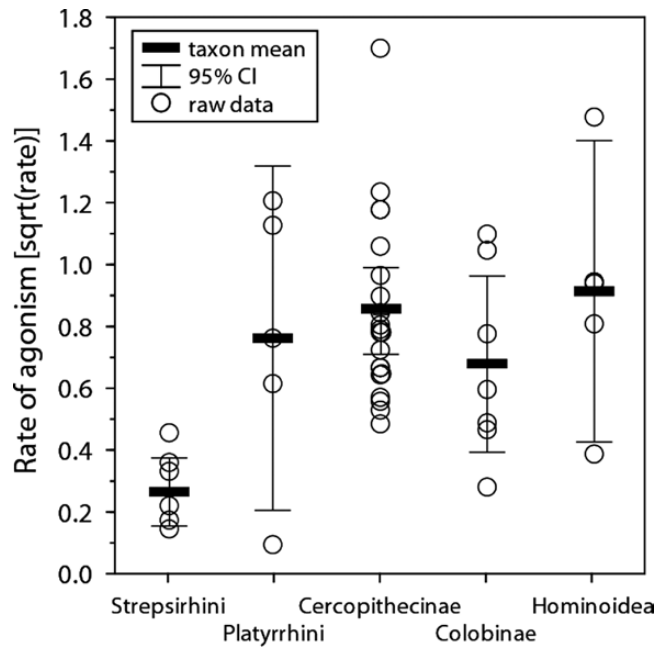 Rate of agonism [sqrt(rate)]
1.8
1.6
1.4
1.2
1.0
0.8
0.6
0.4
0.2
0.0
taxon mean
95% CI
raw data
Strepsirhini
Platyrrhini
Cercopithecinae
Colobinae
Hominoidea